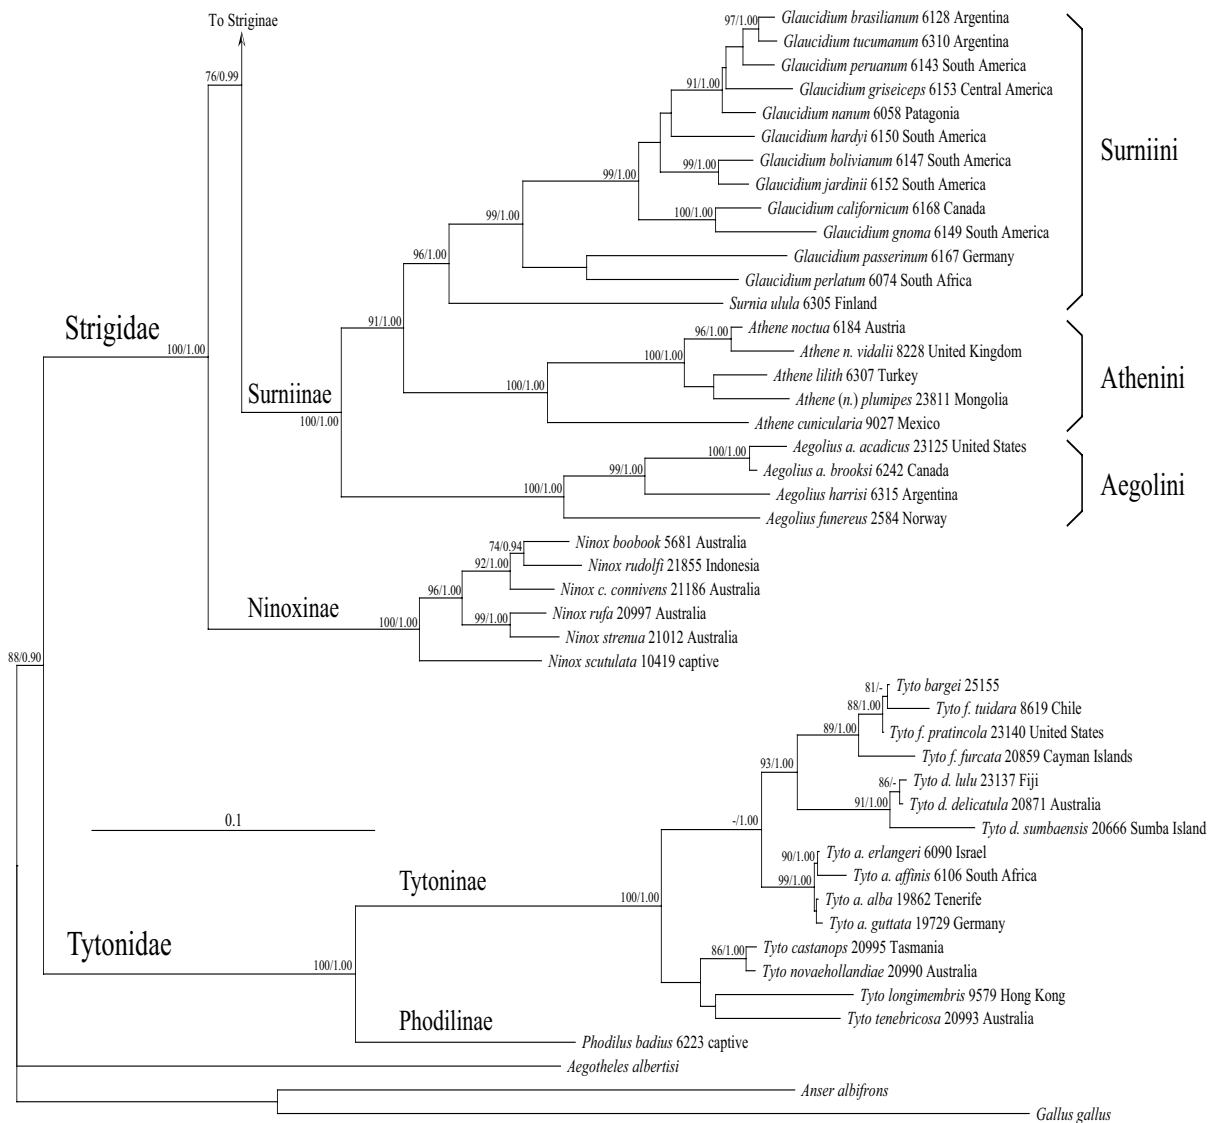 To Striginae
97/1.00
Glaucidium brasilianum 6128 Argentina
Glaucidium tucumanum 6310 Argentina
76/0.99
Glaucidium peruanum 6143 South America
91/1.00
Glaucidium griseiceps 6153 Central America
Glaucidium nanum 6058 Patagonia
Glaucidium hardyi 6150 South America
Surniini
Glaucidium bolivianum 6147 South America
99/1.00
99/1.00
Glaucidium jardinii 6152 South America
Glaucidium californicum 6168 Canada
99/1.00
100/1.00
Glaucidium gnoma 6149 South America
96/1.00
Glaucidium passerinum 6167 Germany
Glaucidium perlatum 6074 South Africa
Surnia ulula 6305 Finland
Strigidae
91/1.00
96/1.00
Athene noctua 6184 Austria
100/1.00
100/1.00
Athene n. vidalii 8228 United Kingdom
Athene lilith 6307 Turkey
Athenini
Surniinae
100/1.00
Athene (n.) plumipes 23811 Mongolia
100/1.00
Athene cunicularia 9027 Mexico
100/1.00
Aegolius a. acadicus 23125 United States
99/1.00
Aegolius a. brooksi 6242 Canada
Aegolini
100/1.00
Aegolius harrisi 6315 Argentina
Aegolius funereus 2584 Norway
74/0.94
Ninox boobook 5681 Australia
92/1.00
Ninox rudolfi 21855 Indonesia
96/1.00
Ninox c. connivens 21186 Australia
Ninoxinae
100/1.00
99/1.00
Ninox rufa 20997 Australia
Ninox strenua 21012 Australia
88/0.90
Ninox scutulata 10419 captive
81/-
Tyto bargei 25155
88/1.00
Tyto f. tuidara 8619 Chile
89/1.00
Tyto f. pratincola 23140 United States
Tyto f. furcata 20859 Cayman Islands
93/1.00
86/-
Tyto d. lulu 23137 Fiji
91/1.00
Tyto d. delicatula 20871 Australia
0.1
-/1.00
Tyto d. sumbaensis 20666 Sumba Island
90/1.00
Tyto a. erlangeri 6090 Israel
Tytoninae
99/1.00
Tyto a. affinis 6106 South Africa
100/1.00
Tyto a. alba 19862 Tenerife
Tyto a. guttata 19729 Germany
Tytonidae
86/1.00
Tyto castanops 20995 Tasmania
100/1.00
Tyto novaehollandiae 20990 Australia
Tyto longimembris 9579 Hong Kong
Phodilinae
Tyto tenebricosa 20993 Australia
Phodilus badius 6223 captive
Aegotheles albertisi
Anser albifrons
Gallus gallus